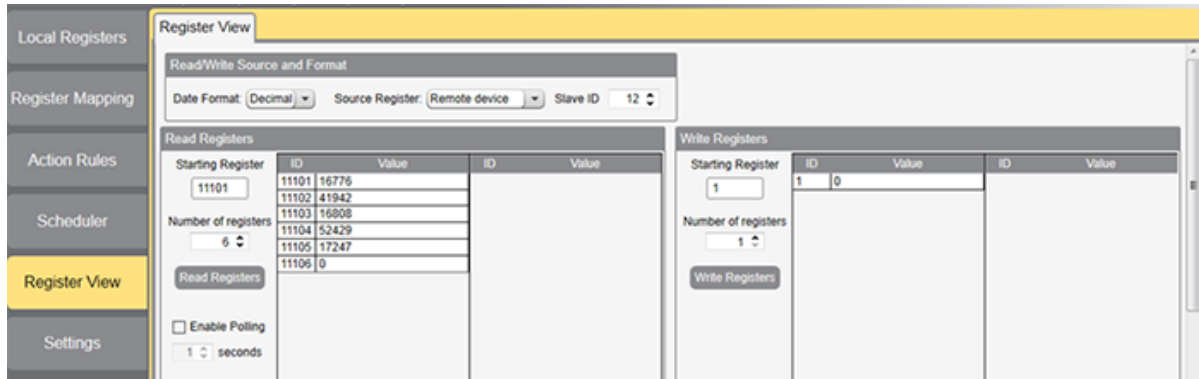 Local Registers
Register Mapping
Action Rules
Scheduler
Register View
Settings
Register View
Read/Write Source and Format
Date Format: Decimal Source Register: Remote device Slave ID 12
Read Registers
Starting Register
11101
Number of registers
6
Read Registers
Enable Polling
1 seconds
ID Value ID Value
11101 16776
11102 41942
11103 16808
11104 52429
11105 17247
11106 0
Write Registers
Starting Register
1
Number of registers
1
Write Registers
ID Value ID Value
1 0